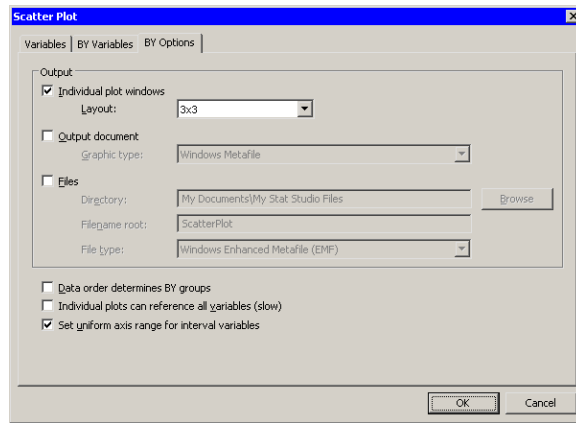 Scatter Plot
Variables BY Variables BY Options
Output
Individual plot windows
Layout: 3x3
Output document
Graphic type: Windows Metafile
Files
Directory: My Documents\My Stat Studio Files Browse
Filename root: ScatterPlot
File type: Windows Enhanced Metafile (EMF)
Data order determines BY groups
Individual plots can reference all variables (slow)
Set uniform axis range for interval variables
OK Cancel